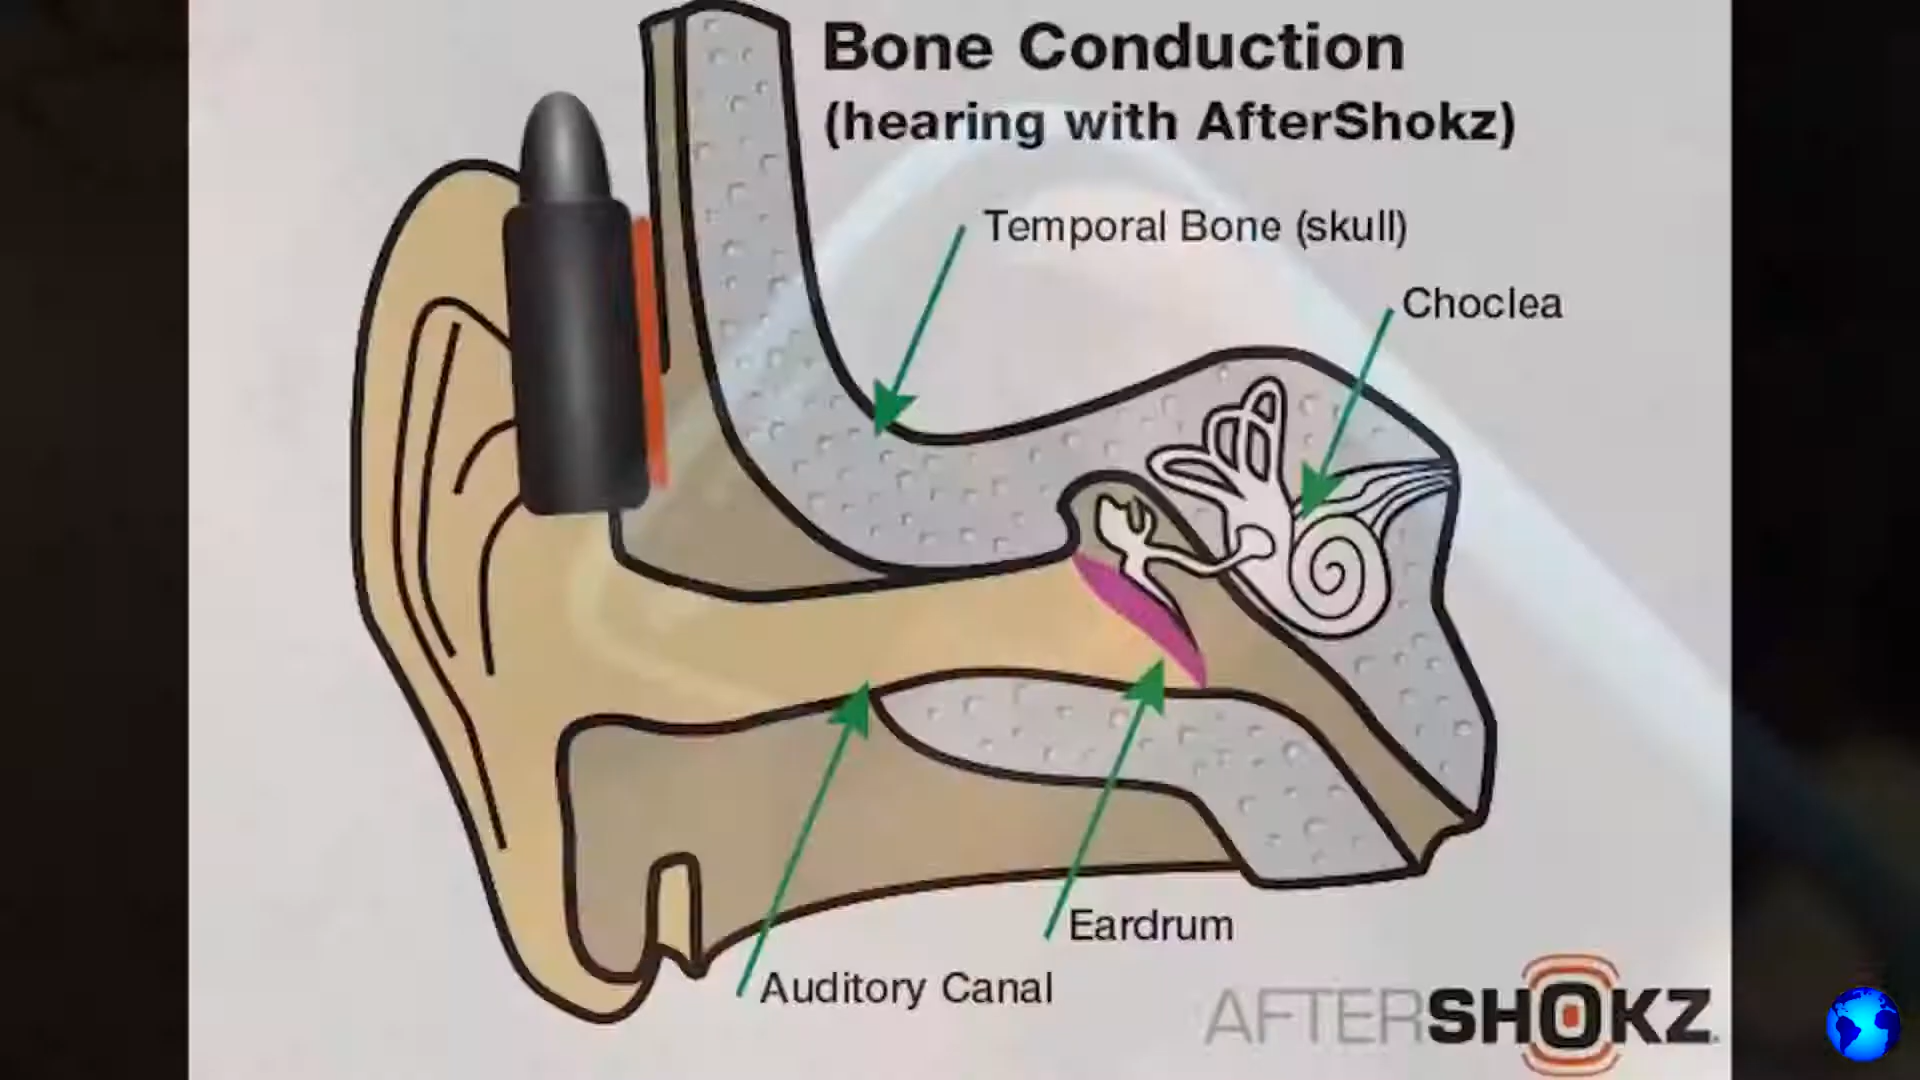 Bone Conduction
(hearing with AfterShokz)
Temporal Bone (skull)
Choclea
Eardrum
Auditory Canal
AFTERSHOKZ